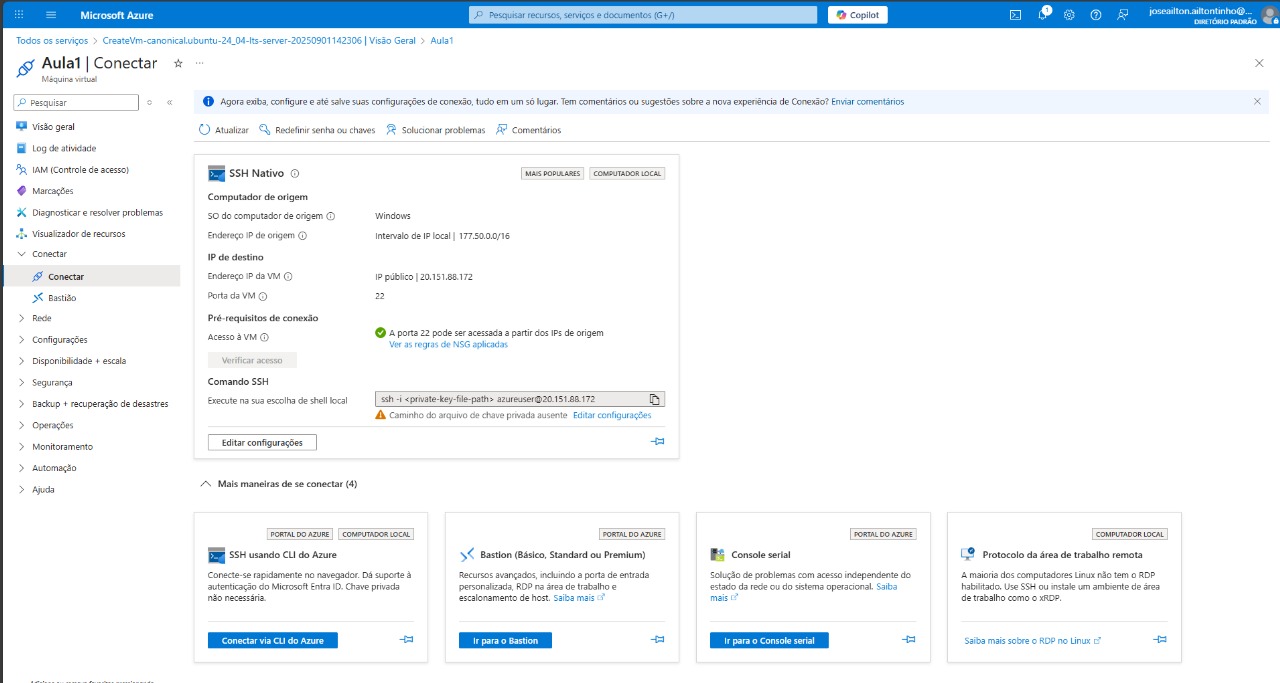 Microsoft Azure
Pesquisar recursos, serviços e documentos (G+/)
Copilot
1
joseailton.ailtontinho@...
DIRETÓRIO PADRÃO
Todos os serviços > CreateVm-canonical.ubuntu-24_04-lts-server-20250901142306 | Visão Geral > Aula1
Aula1 | Conectar
Máquina virtual
Pesquisar
Visão geral
Log de atividade
IAM (Controle de acesso)
Marcações
Diagnosticar e resolver problemas
Visualizador de recursos
Conectar
Conectar
Bastião
Rede
Configurações
Disponibilidade + escala
Segurança
Backup + recuperação de desastres
Operações
Monitoramento
Automação
Ajuda
Agora exiba, configure e até salve suas configurações de conexão, tudo em um só lugar. Tem comentários ou sugestões sobre a nova experiência de Conexão? Enviar comentários
Atualizar Redefinir senha ou chaves Solucionar problemas Comentários
SSH Nativo MAIS POPULARES COMPUTADOR LOCAL
Computador de origem
SO do computador de origem Windows
Endereço IP de origem Intervalo de IP local | 177.50.0.0/16
IP de destino
Endereço IP da VM IP público | 20.151.88.172
Porta da VM 22
Pré-requisitos de conexão
Acesso à VM A porta 22 pode ser acessada a partir dos IPs de origem
Ver as regras de NSG aplicadas
Verificar acesso
Comando SSH
Execute na sua escolha de shell local ssh -i <private-key-file-path> azureuser@20.151.88.172
Caminho do arquivo de chave privada ausente Editar configurações
Editar configurações
Mais maneiras de se conectar (4)
PORTAL DO AZURE COMPUTADOR LOCAL
SSH usando CLI do Azure
Conecte-se rapidamente no navegador. Dá suporte à
autenticação do Microsoft Entra ID. Chave privada
não necessária.
Conectar via CLI do Azure
PORTAL DO AZURE
Bastion (Básico, Standard ou Premium)
Recursos avançados, incluindo a porta de entrada
personalizada, RDP na área de trabalho e
escalonamento de host. Saiba mais
Ir para o Bastion
PORTAL DO AZURE
Console serial
Solução de problemas com acesso independente do
estado da rede ou do sistema operacional. Saiba
mais
Ir para o Console serial
COMPUTADOR LOCAL
Protocolo da área de trabalho remota
A maioria dos computadores Linux não tem o RDP
habilitado. Use SSH ou instale um ambiente de área
de trabalho como o xRDP.
Saiba mais sobre o RDP no Linux